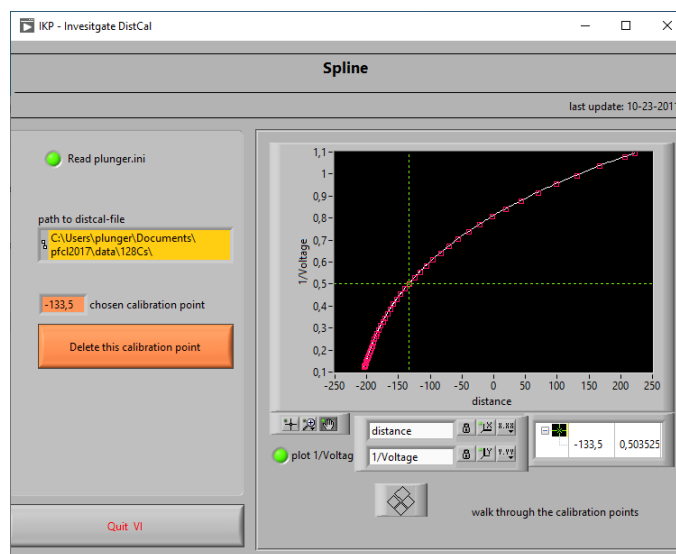 IKP - Invesitgate DistCal
Spline
last update: 10-23-2011
Read plunger.ini
path to distcal-file
C:\Users\plunger\Documents\
pfcl2017\data\128Cs\
-133,5 chosen calibration point
Delete this calibration point
Quit VI
1/Voltage
1,1-
1-
0,9-
0,8-
0,7-
0,6-
0,5-
0,4-
0,3-
0,2-
0,1-
-250 -200 -150 -100 -50 0 50 100 150 200 250
distance
plot 1/Voltag
distance
1/Voltage
-133,5 0,503525
walk through the calibration points